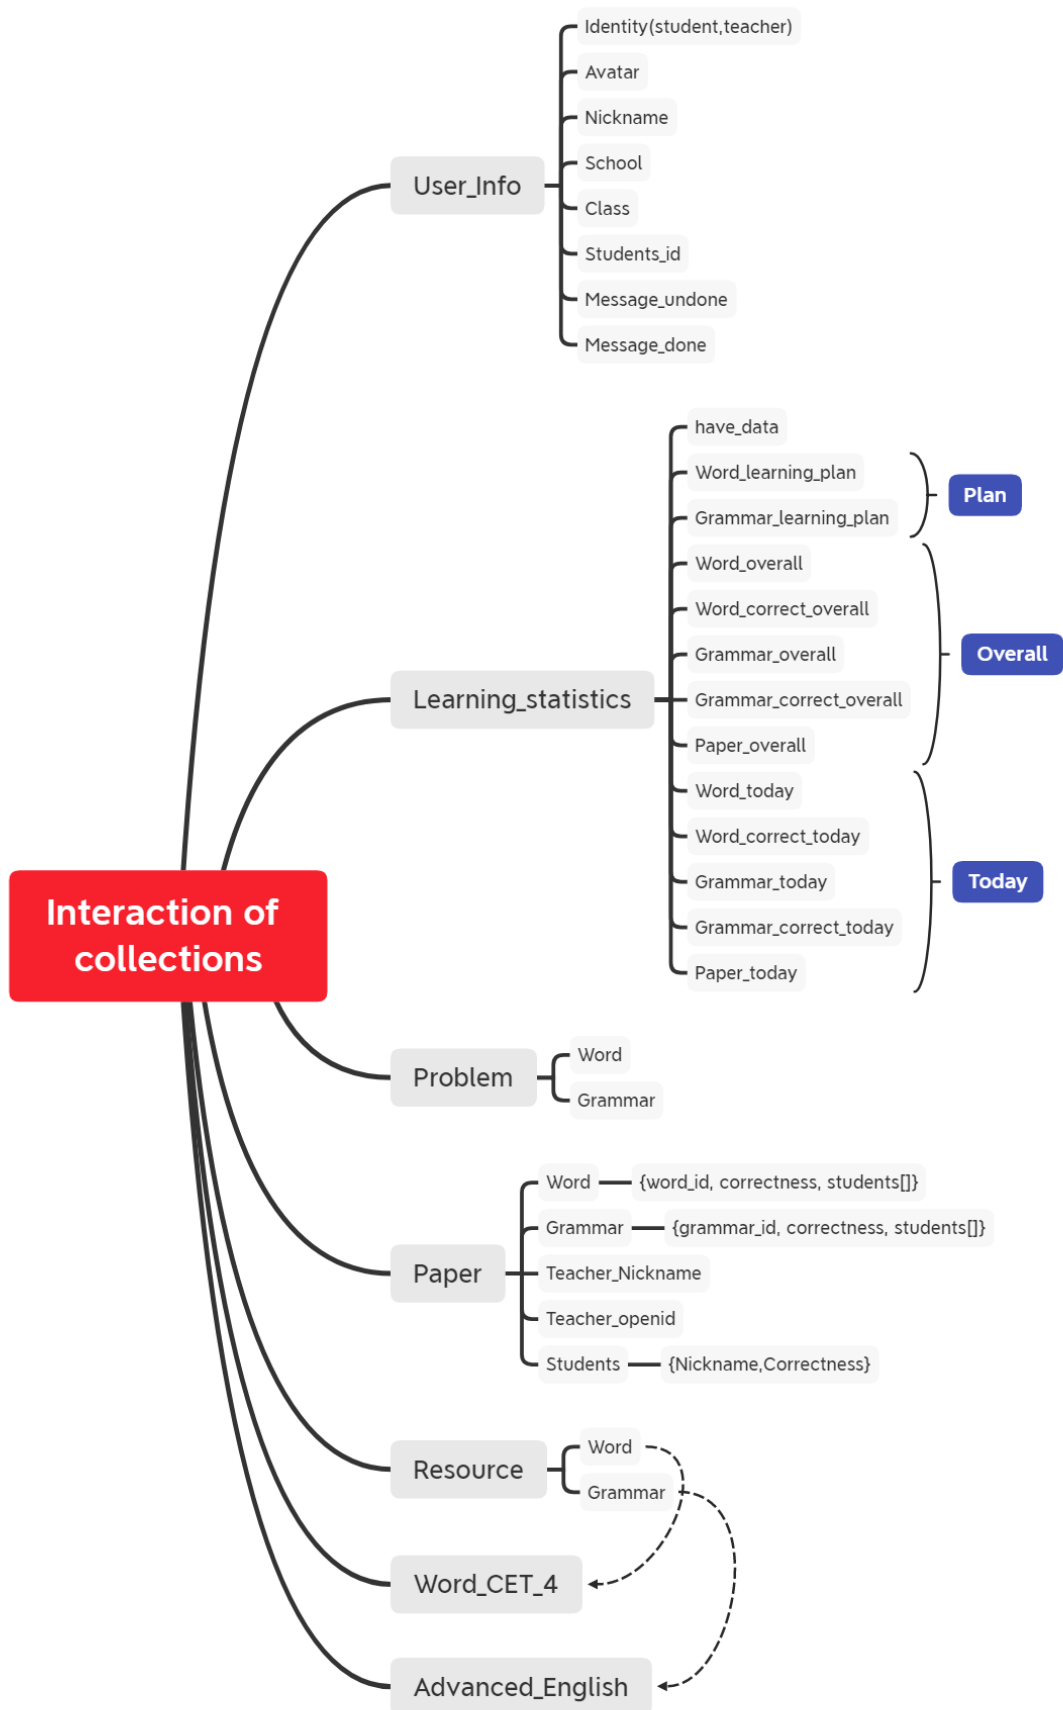 Identity(student,teacher)
Avatar
Nickname
School
User_Info
Class
Students_id
Message_undone
Message_done
have_data
Word_learning_plan
Plan
Grammar_learning_plan
Word_overall
Word_correct_overall
Grammar_overall
Overall
Learning_statistics
Grammar_correct_overall
Paper_overall
Word_today
Word_correct_today
Grammar_today
Today
Grammar_correct_today
Paper_today
Interaction of
collections
Problem
Word
Grammar
Paper
Word
{word_id, correctness, students[]}
Grammar
{grammar_id, correctness, students[]}
Teacher_Nickname
Teacher_openid
Students
{Nickname,Correctness}
Resource
Word
Grammar
Word_CET_4
Advanced_English